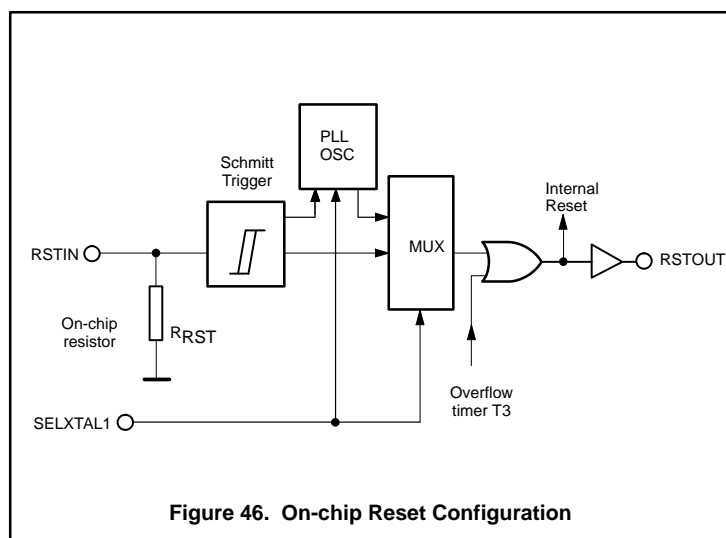 PLL
OSC
Schmitt
Trigger
Internal
Reset
MUX
RSTIN
RSTOUT
On-chip
resistor
RRST
Overflow
timer T3
SELXTAL1
Figure 46. On-chip Reset Configuration